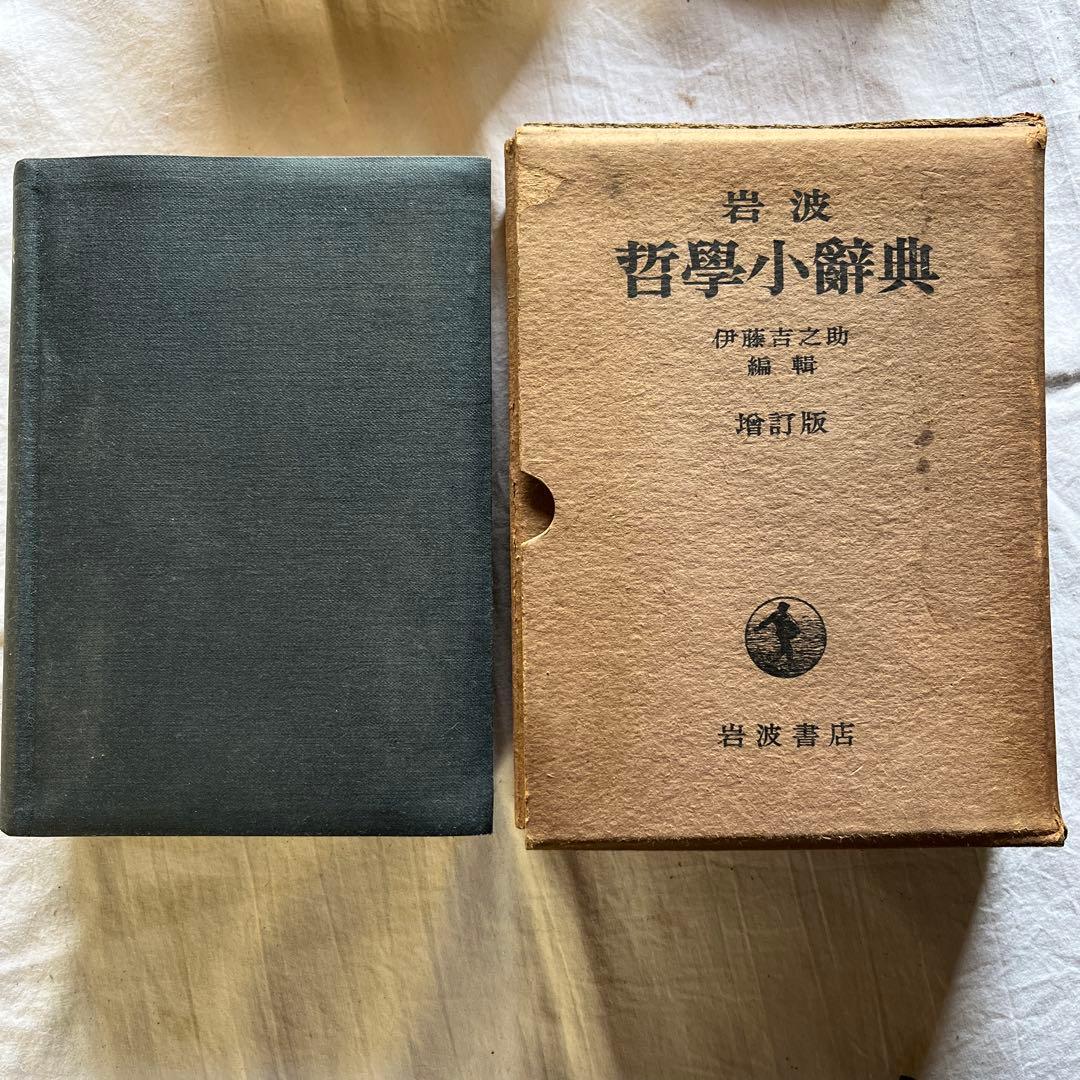 岩波
哲學小辭典
伊藤吉之助
編輯
增訂版
岩波書店